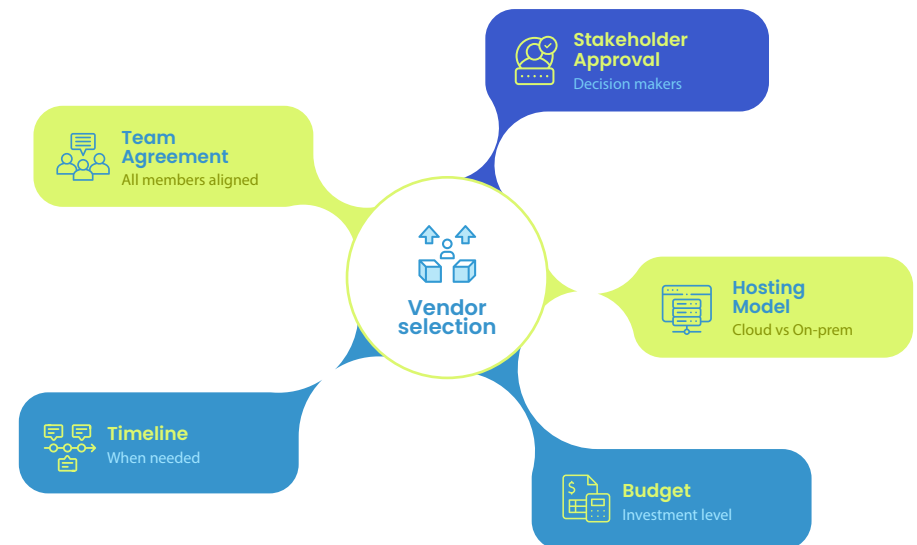 Stakeholder
Approval
Decision makers
Team
Agreement
All members aligned
Vendor
selection
Hosting
Model
Cloud vs On-prem
Timeline
When needed
$
Budget
Investment level